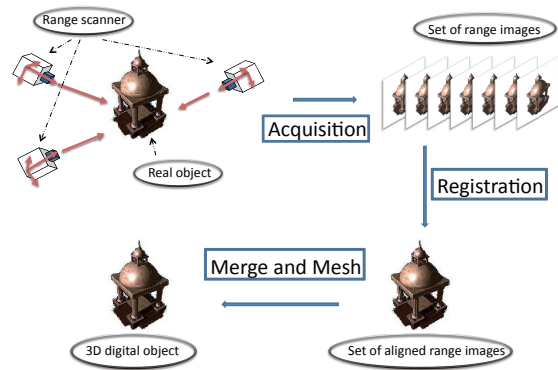 Range scanner
Set of range images
Acquisition
Real object
Registration
Merge and Mesh
3D digital object
Set of aligned range images